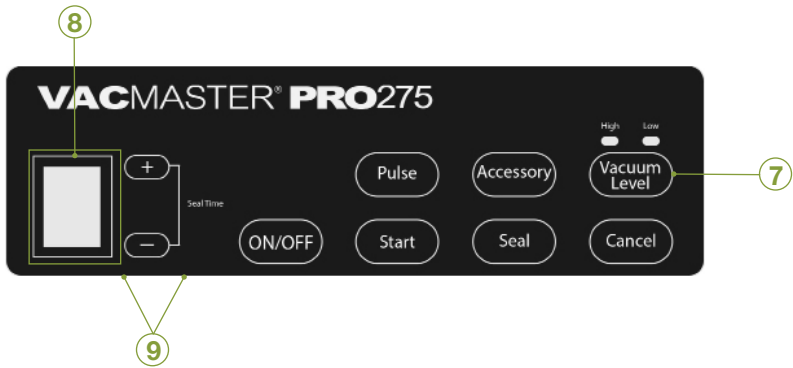 8
VACMASTER® PRO275
High Low
+
Pulse
Accessory
Vacuum
Level
7
Seal Time
−
ON/OFF
Start
Seal
Cancel
9